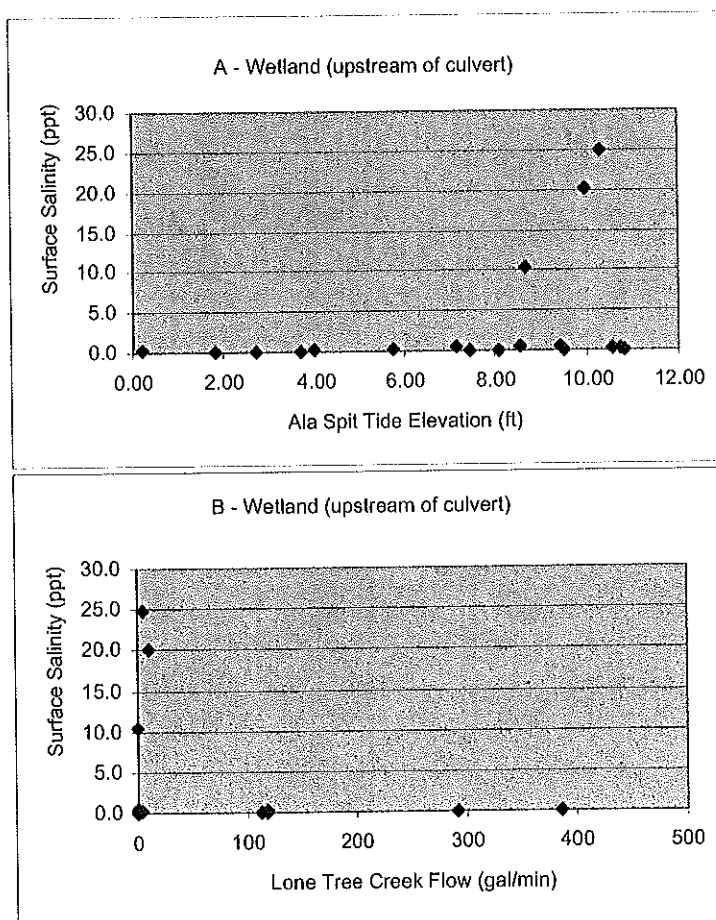 A - Wetland (upstream of culvert)
30.0
25.0
20.0
15.0
10.0
5.0
0.0
Surface Salinity (ppt)
0.00 2.00 4.00 6.00 8.00 10.00 12.00
Ala Spit Tide Elevation (ft)
B - Wetland (upstream of culvert)
30.0
25.0
20.0
15.0
10.0
5.0
0.0
Surface Salinity (ppt)
0 100 200 300 400 500
Lone Tree Creek Flow (gal/min)